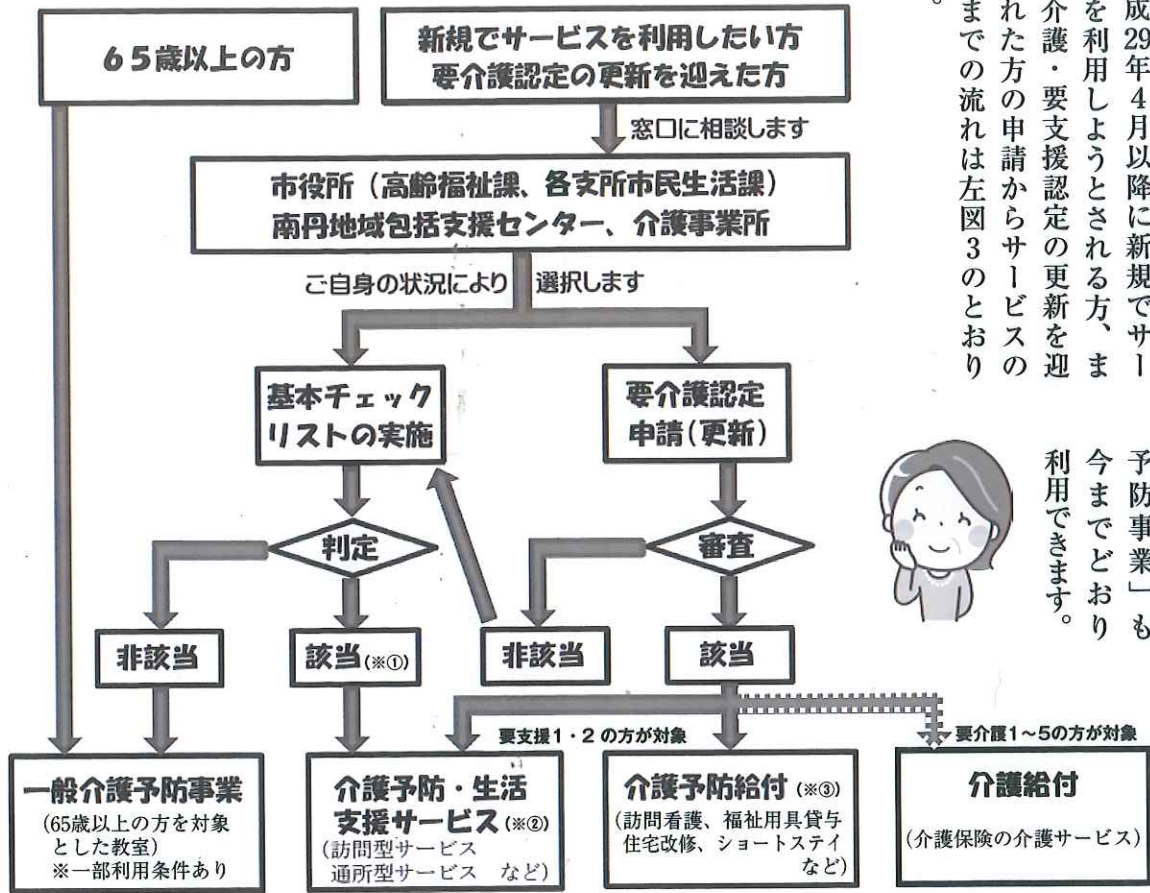 成29年4月以降に新規でサー
を利用しようとされる方、ま
介護・要支援認定の更新を迎
れた方の申請からサービスの
までの流れは左図3のとおり
。
予防事業」も
今までどおり
利用できます。
65歳以上の方
新規でサービスを利用したい方
要介護認定の更新を迎えた方
窓口に相談します
市役所（高齢福祉課、各支所市民生活課）
南丹地域包括支援センター、介護事業所
ご自身の状況により 選択します
基本チェック
リストの実施
要介護認定
申請（更新）
判定
審査
非該当
該当（※①）
非該当
該当
要支援1・2の方が対象
要介護1～5の方が対象
一般介護予防事業
（65歳以上の方を対象
とした教室）
※一部利用条件あり
介護予防・生活
支援サービス（※②）
（訪問型サービス
通所型サービス など）
介護予防給付（※③）
（訪問看護、福祉用具貸与
住宅改修、ショートステイ
など）
介護給付
（介護保険の介護サービス）